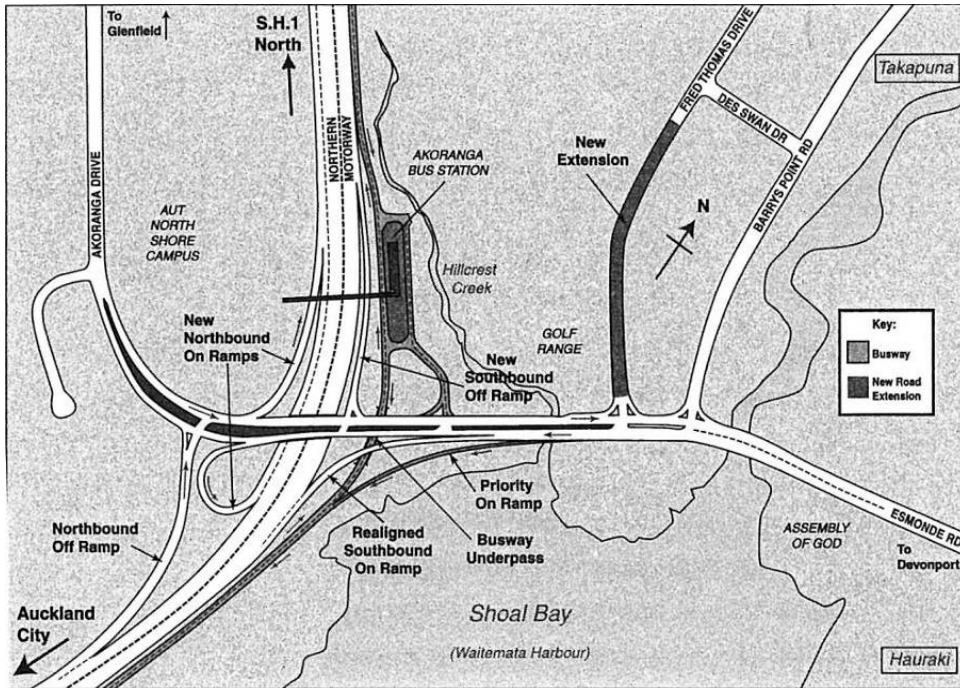 To
Glenfield
S.H.1
North
AKORANGA DRIVE
NORTHERN
MOTORWAY
AKORANGA
BUS STATION
AUT
NORTH
SHORE
CAMPUS
Hillcrest
Creek
New
Extension
FRED THOMAS DRIVE
DES SWAN DR
BARRYS POINT RD
Takapuna
N
GOLF
RANGE
Key:
Busway
New Road
Extension
New
Northbound
On Ramps
New
Southbound
Off Ramp
Northbound
Off Ramp
Realigned
Southbound
On Ramp
Busway
Underpass
Priority
On Ramp
ASSEMBLY
OF GOD
ESMONDE RD
To
Devonport
Auckland
City
Shoal Bay
(Waitemata Harbour)
Hauraki